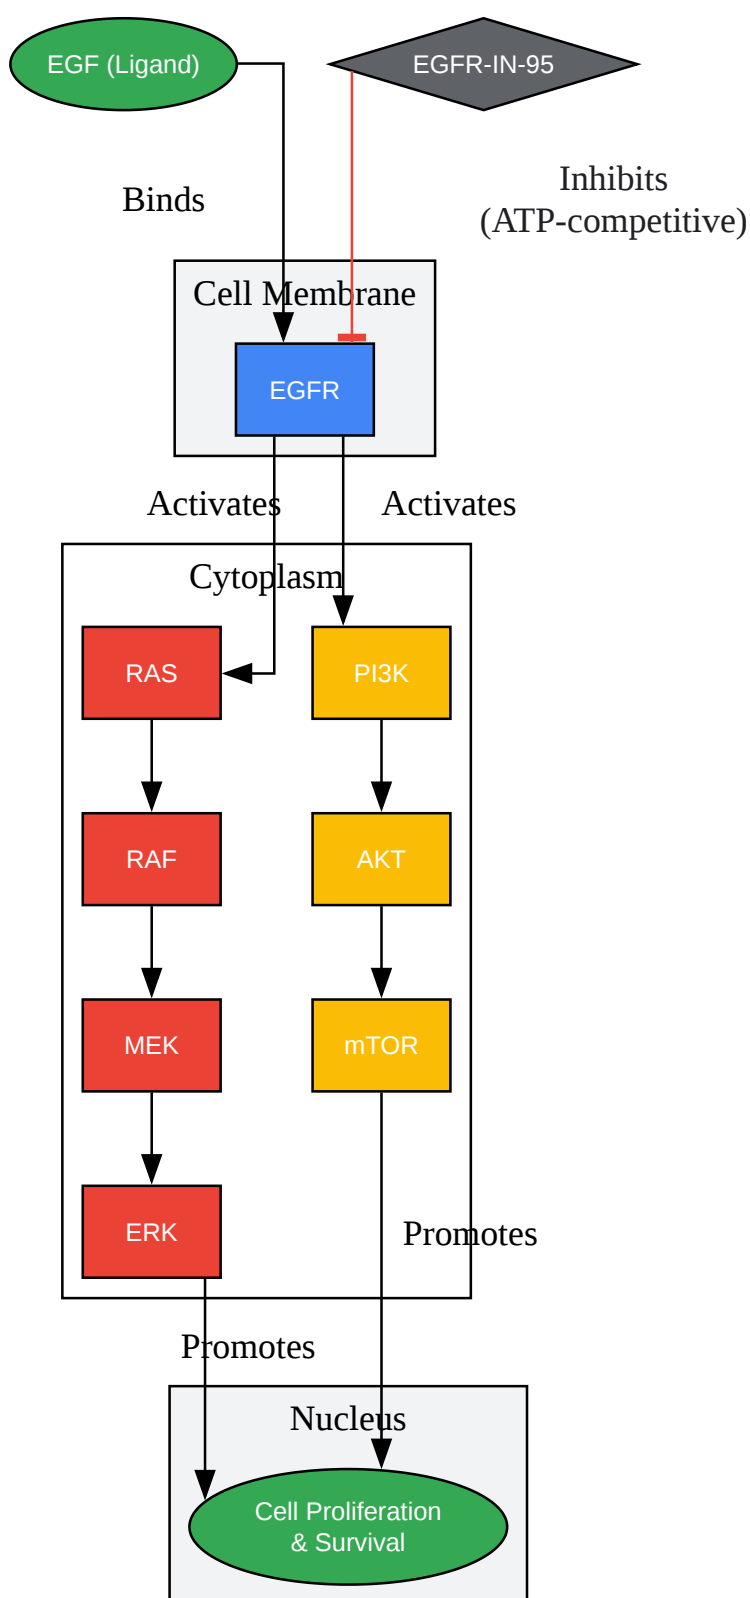 EGF (Ligand)
EGFR-IN-95
Binds
Inhibits
(ATP-competitive)
Cell Membrane
EGFR
Activates
Activates
Cytoplasm
RAS
PI3K
RAF
AKT
MEK
mTOR
ERK
Promotes
Promotes
Nucleus
Cell Proliferation
& Survival